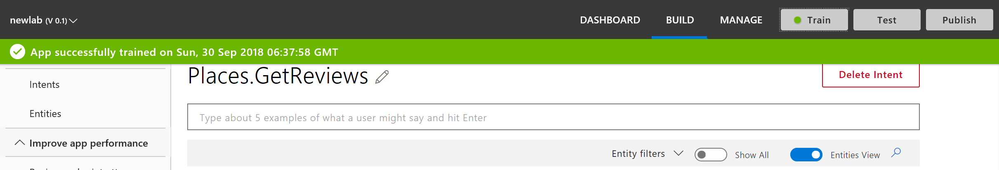 newlab (V 0.1)
DASHBOARD
BUILD
MANAGE
Train
Test
Publish
App successfully trained on Sun, 30 Sep 2018 06:37:58 GMT
Intents
Entities
Improve app performance
Places.GetReviews
Delete Intent
Type about 5 examples of what a user might say and hit Enter
Entity filters
Show All
Entities View